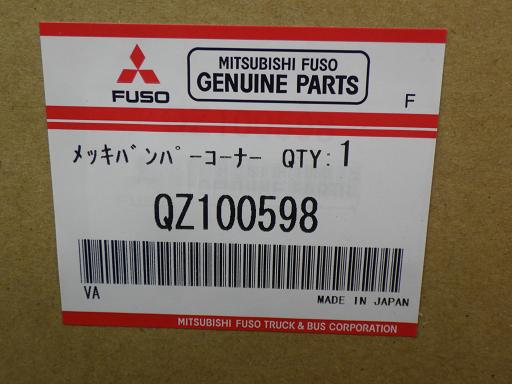 FUSO
MITSUBISHI FUSO
GENUINE PARTS
F
メッキバンパーコーナー QTY:1
QZ100598
VA
MADE IN JAPAN
MITSUBISHI FUSO TRUCK & BUS CORPORATION